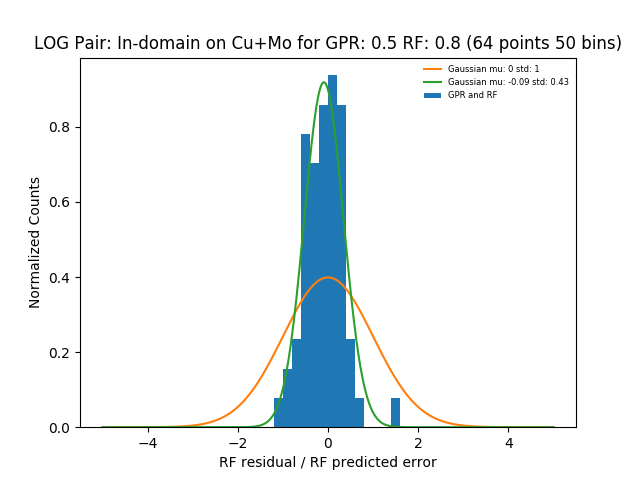 LOG Pair: In-domain on Cu+Mo for GPR: 0.5 RF: 0.8 (64 points 50 bins)
Gaussian mu: 0 std: 1
Gaussian mu: -0.09 std: 0.43
GPR and RF
Normalized Counts
0.8
0.6
0.4
0.2
0.0
−4 −2 0 2 4
RF residual / RF predicted error